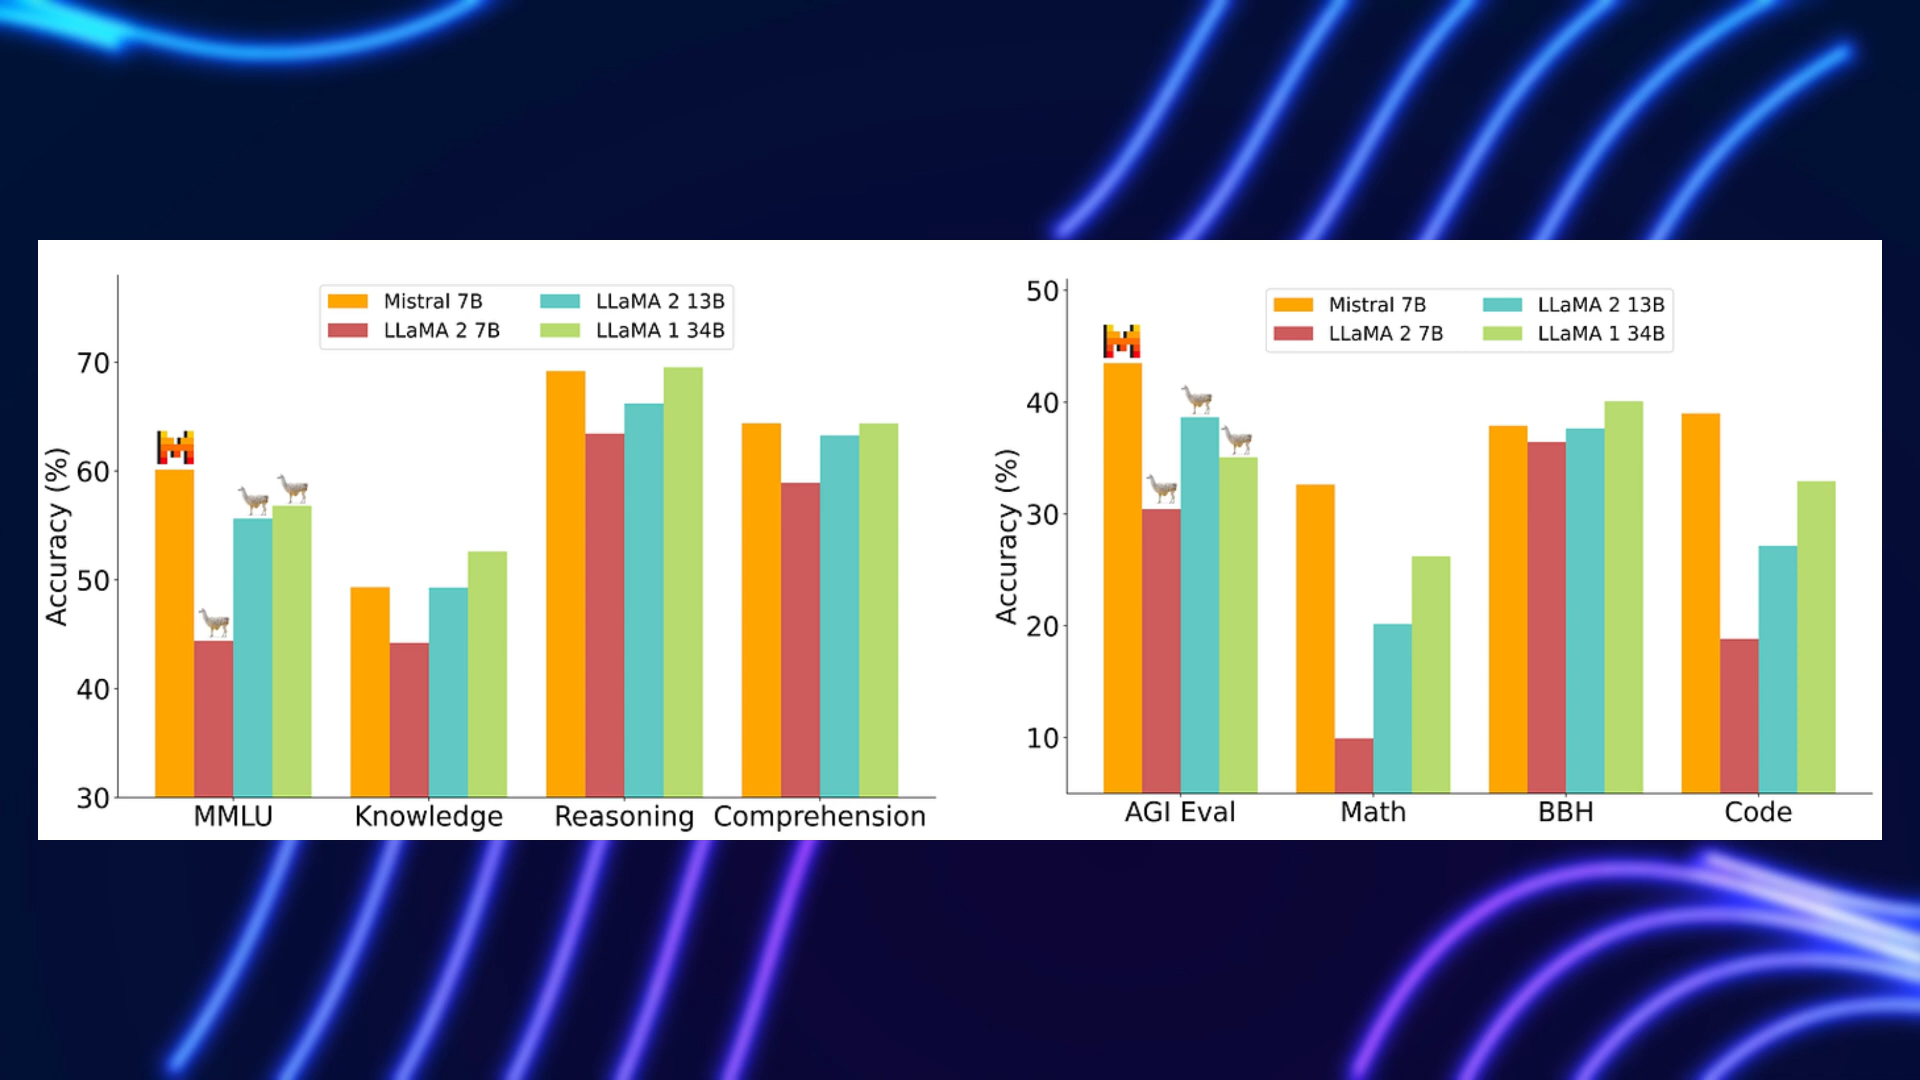 Mistral 7B
LLaMA 2 7B
LLaMA 2 13B
LLaMA 1 34B
Accuracy (%)
70
60
50
40
30
MMLU
Knowledge
Reasoning
Comprehension
Mistral 7B
LLaMA 2 7B
LLaMA 2 13B
LLaMA 1 34B
Accuracy (%)
50
40
30
20
10
AGI Eval
Math
BBH
Code